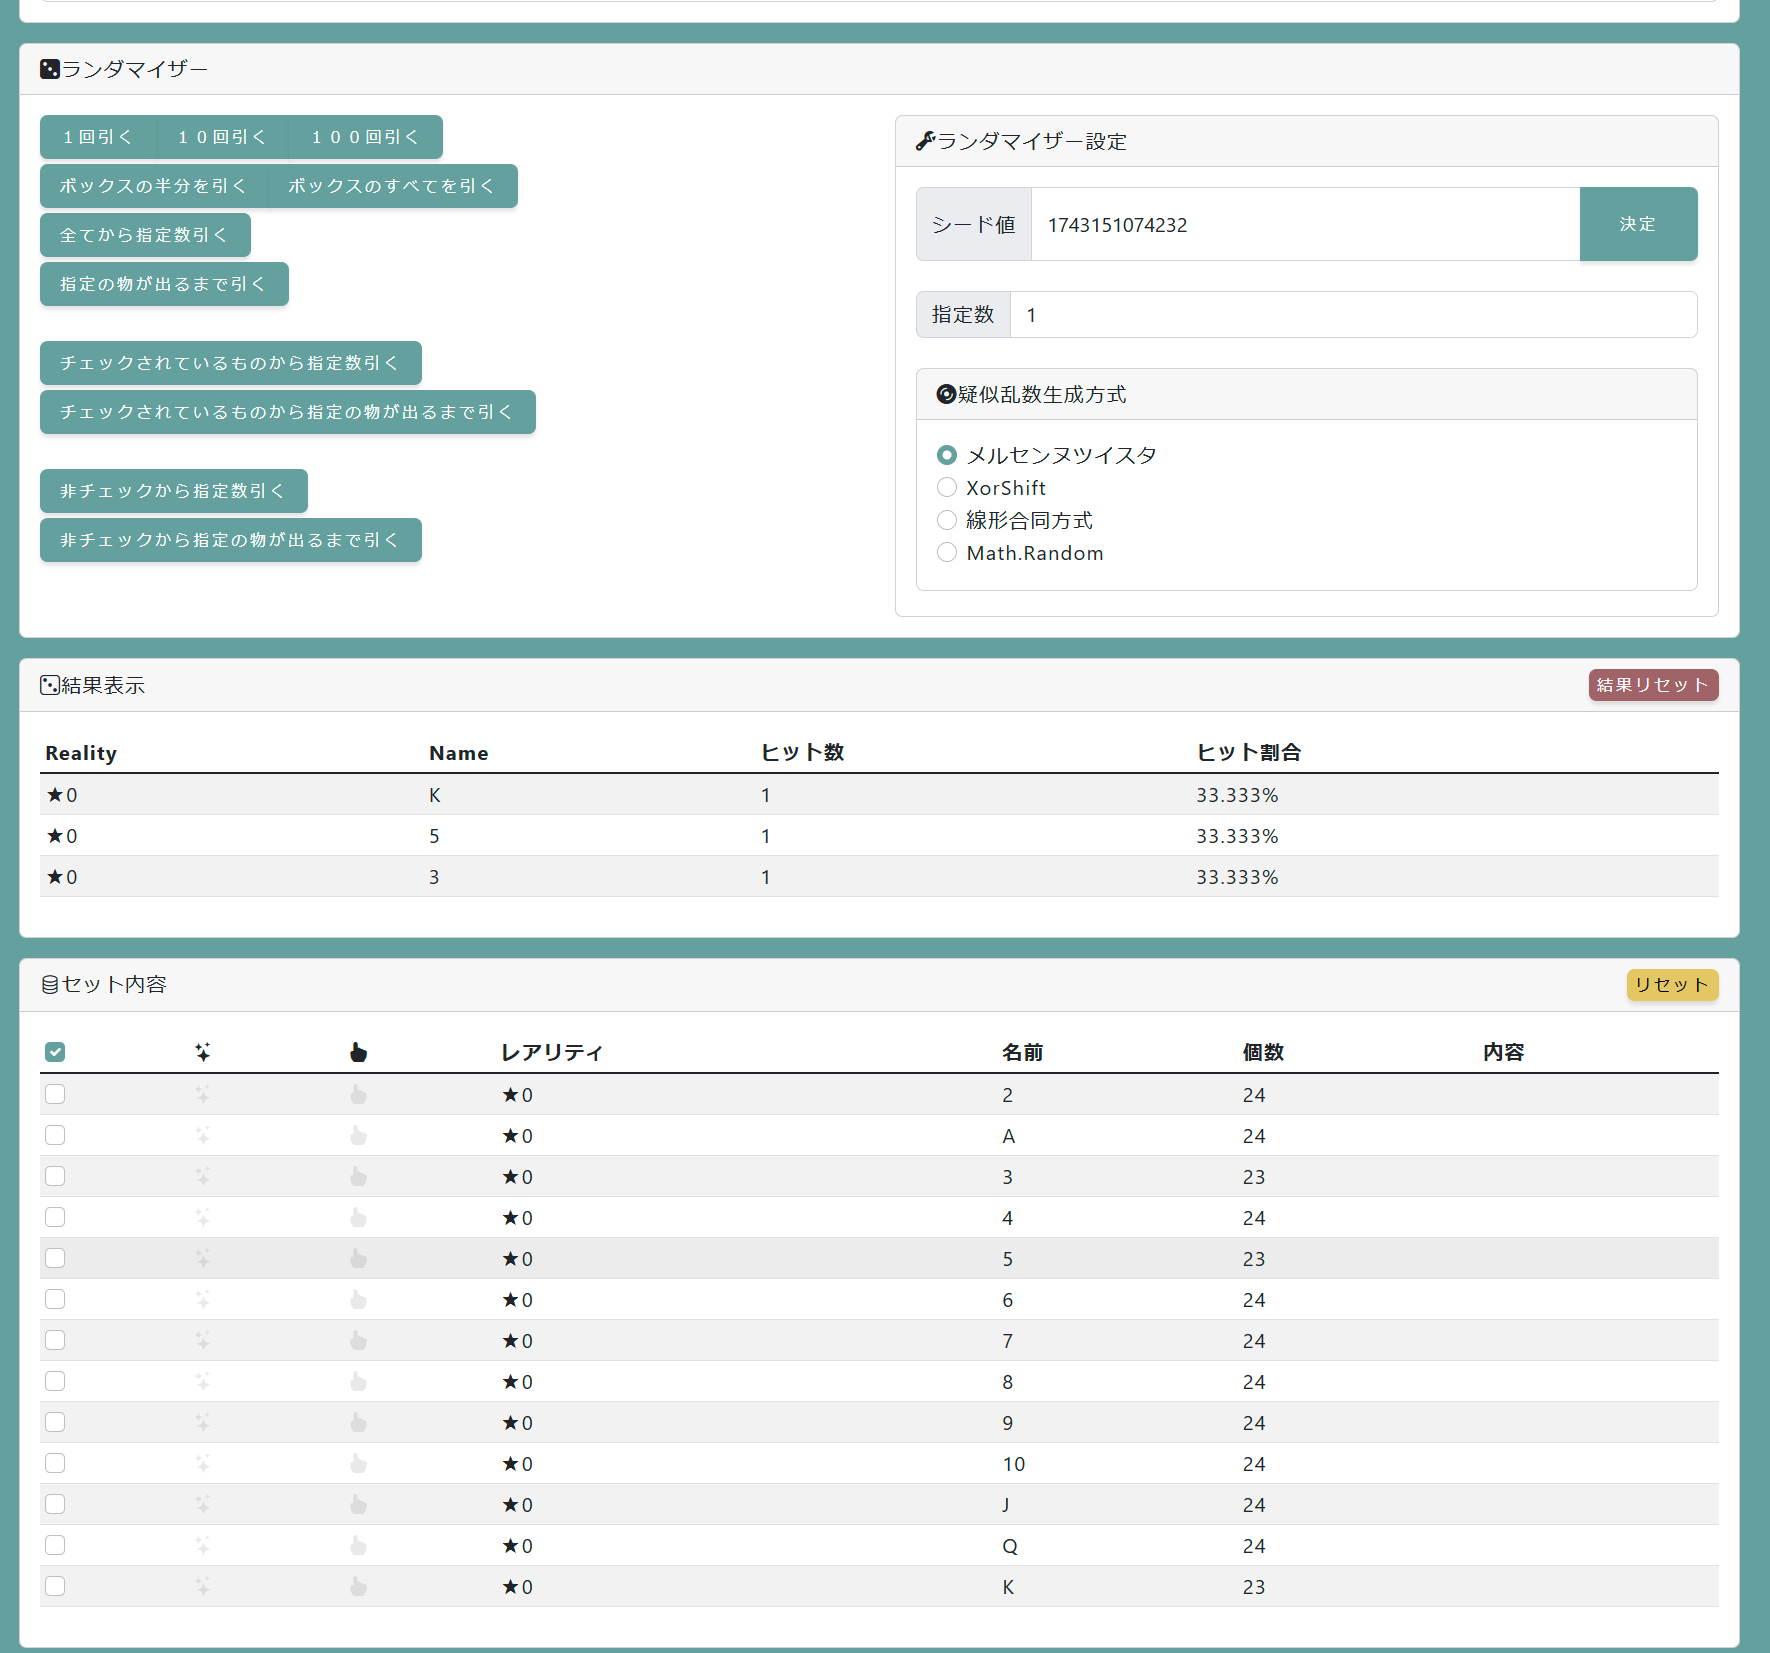 ランダマイザー
1回引く １０回引く １００回引く
ボックスの半分を引く ボックスのすべてを引く
全てから指定数引く
指定の物が出るまで引く
チェックされているものから指定数引く
チェックされているものから指定の物が出るまで引く
非チェックから指定数引く
非チェックから指定の物が出るまで引く
ランダマイザー設定
シード値 1743151074232 決定
指定数 1
疑似乱数生成方式
メルセンヌツイスタ
XorShift
線形合同方式
Math.Random
結果表示 結果リセット
Reality Name ヒット数 ヒット割合
★0 K 1 33.333%
★0 5 1 33.333%
★0 3 1 33.333%
セット内容 リセット
レアリティ 名前 個数 内容
★0 2 24
★0 A 24
★0 3 23
★0 4 24
★0 5 23
★0 6 24
★0 7 24
★0 8 24
★0 9 24
★0 10 24
★0 J 24
★0 Q 24
★0 K 23